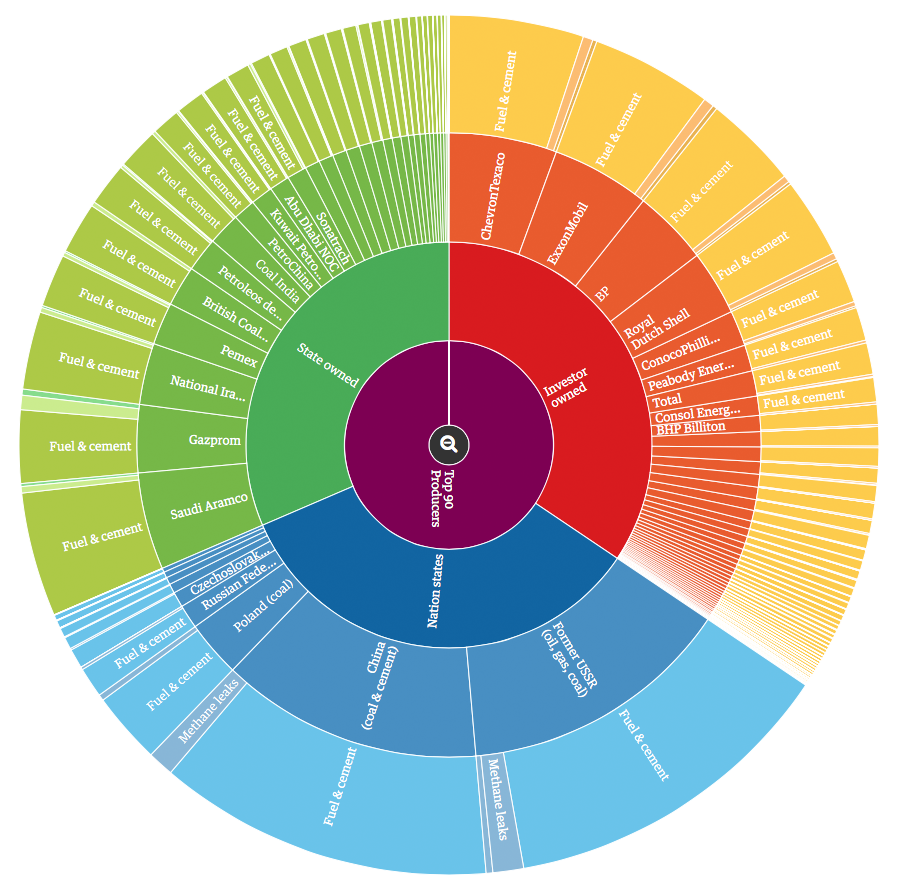 Top 90
Producers
Investor
owned
ChevronTexaco
Fuel & cement
ExxonMobil
Fuel & cement
BP
Fuel & cement
Royal
Dutch Shell
Fuel & cement
ConocoPhilli...
Fuel & cement
Peabody Ener...
Fuel & cement
Total
Fuel & cement
Consol Energ...
Fuel & cement
BHP Billiton
Nation states
Former USSR
(oil, gas, coal)
Fuel & cement
Methane leaks
China
(coal & cement)
Fuel & cement
Methane leaks
Poland (coal)
Fuel & cement
Russian Fede...
Fuel & cement
Czechoslovak...
State owned
Saudi Aramco
Fuel & cement
Gazprom
Fuel & cement
National Ira...
Fuel & cement
Pemex
Fuel & cement
British Coal...
Fuel & cement
Petroleos de...
Fuel & cement
Coal India
Fuel & cement
PetroChina
Fuel & cement
Kuwait Petro...
Fuel & cement
Abu Dhabi NOC
Fuel & cement
Sonatrach
Fuel & cement